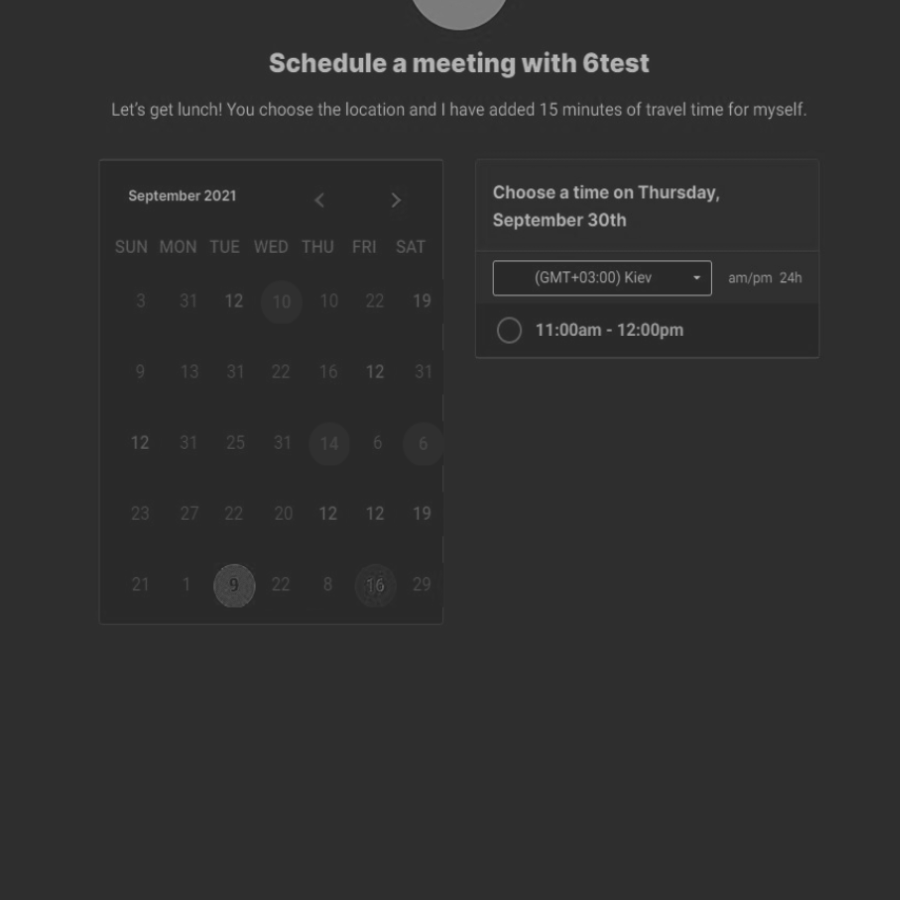 Schedule a meeting with 6test
Let's get lunch! You choose the location and I have added 15 minutes of travel time for myself.
September 2021
SUN MON TUE WED THU FRI SAT
3 31 12 10 10 22 19
9 13 31 22 16 12 31
12 31 25 31 14 6 6
23 27 22 20 12 12 19
21 1 9 22 8 16 29
Choose a time on Thursday,
September 30th
(GMT+03:00) Kiev am/pm 24h
11:00am - 12:00pm